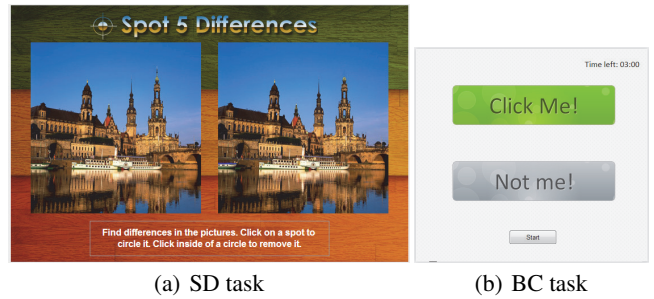 Spot 5 Differences
Find differences in the pictures. Click on a spot to
circle it. Click inside of a circle to remove it.
Time left: 03:00
Click Me!
Not me!
Start
(a) SD task
(b) BC task